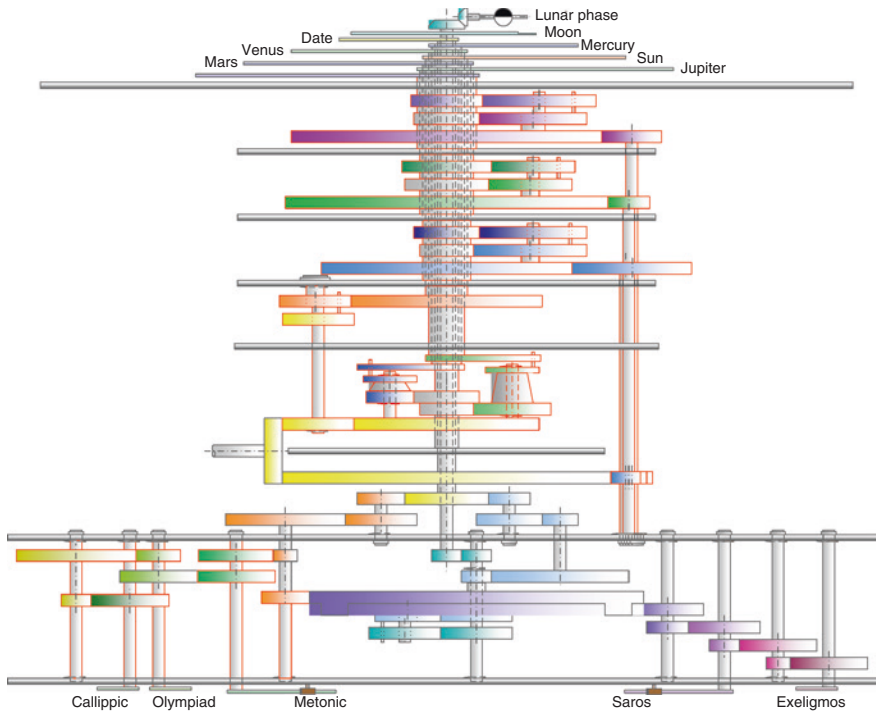 Lunar phase
Moon
Date
Mercury
Venus
Sun
Mars
Jupiter
Callippic
Olympiad
Metonic
Saros
Exeligmos